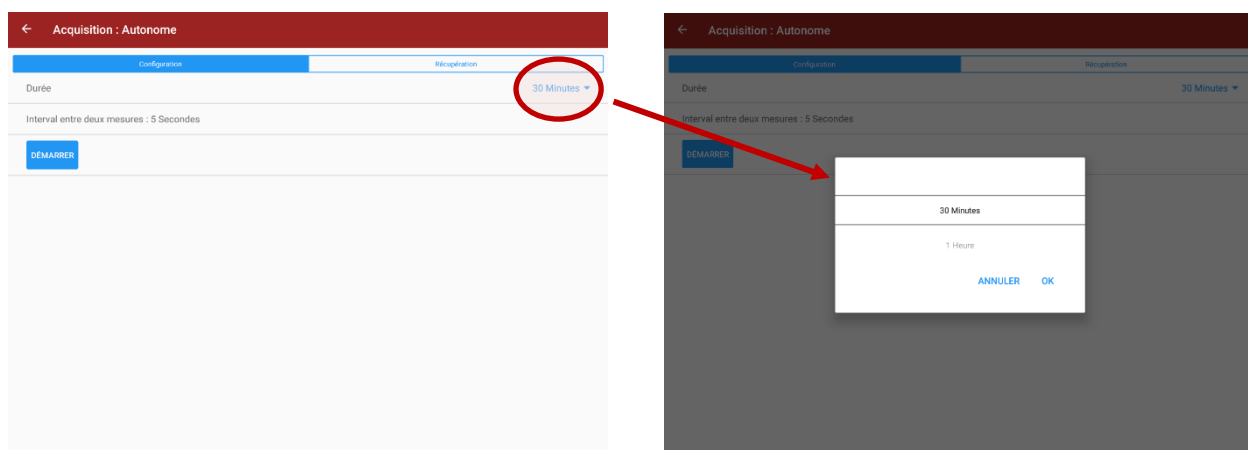 Acquisition : Autonome
Configuration
Récupération
Durée
30 Minutes
Interval entre deux mesures : 5 Secondes
DÉMARRER
Acquisition : Autonome
Configuration
Récupération
Durée
30 Minutes
Interval entre deux mesures : 5 Secondes
DÉMARRER
30 Minutes
1 Heure
ANNULER OK